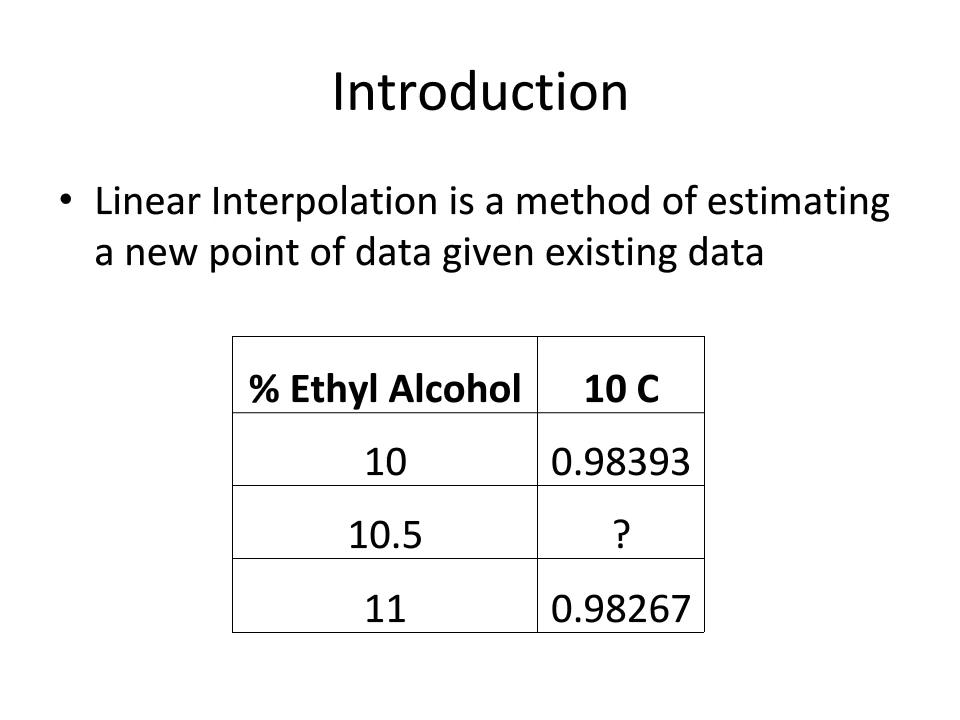 Introduction
• Linear Interpolation is a method of estimating
a new point of data given existing data
% Ethyl Alcohol 10 C
10 0.98393
10.5 ?
11 0.98267